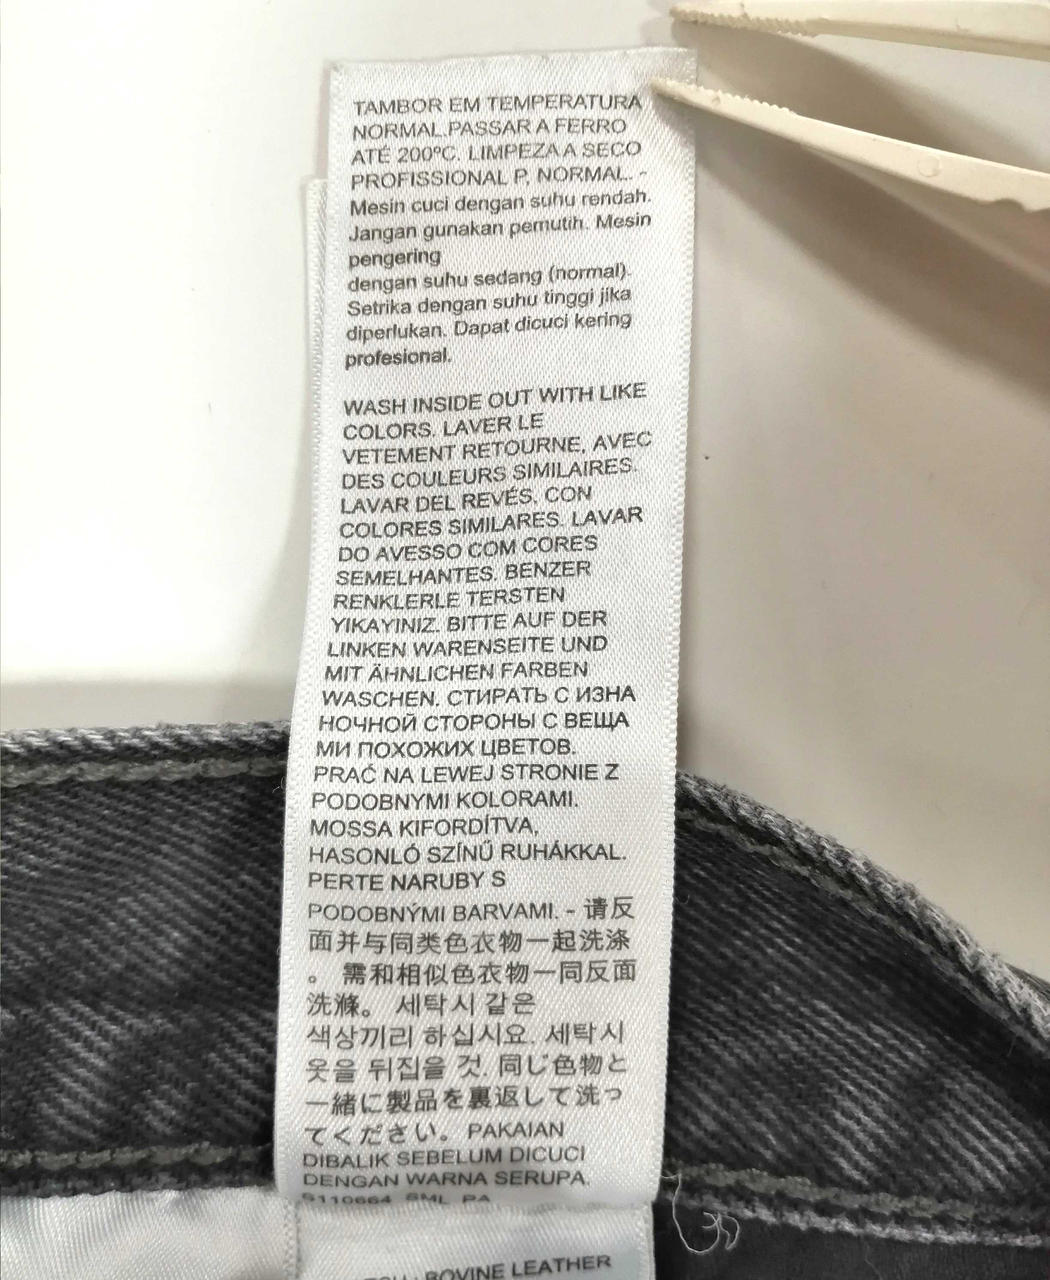 TAMBOR EM TEMPERATURA
NORMAL.PASSAR A FERRO
ATÉ 200ºC. LIMPEZA A SECO
PROFISSIONAL P, NORMAL. -
Mesin cuci dengan suhu rendah.
Jangan gunakan pemutih. Mesin
pengering
dengan suhu sedang (normal).
Setrika dengan suhu tinggi jika
diperlukan. Dapat dicuci kering
profesional.
WASH INSIDE OUT WITH LIKE
COLORS. LAVER LE
VETEMENT RETOURNE, AVEC
DES COULEURS SIMILAIRES.
LAVAR DEL REVÉS, CON
COLORES SIMILARES. LAVAR
DO AVESSO COM CORES
SEMELHANTES. BENZER
RENKLERLE TERSTEN
YIKAYINIZ. BITTE AUF DER
LINKEN WARENSEITE UND
MIT ÄHNLICHEN FARBEN
WASCHEN. СТИРАТЬ С ИЗНА
НОЧНОЙ СТОРОНЫ С ВЕЩА
МИ ПОХОЖИХ ЦВЕТОВ.
PRAĆ NA LEWEJ STRONIE Z
PODOBNYMI KOLORAMI.
MOSSA KIFORDÍTVA,
HASONLÓ SZÍNŰ RUHÁKKAL.
PERTE NARUBY S
PODOBNÝMI BARVAMI. - 请反
面并与同类色衣物一起洗涤
。 需和相似色衣物一同反面
洗滌。 세탁시 같은
색상끼리 하십시요. 세탁시
옷을 뒤집을 것. 同じ色物と
一緒に製品を裏返して洗っ
てください。 PAKAIAN
DIBALIK SEBELUM DICUCI
DENGAN WARNA SERUPA.
S110664 SML PA
BOVINE LEATHER